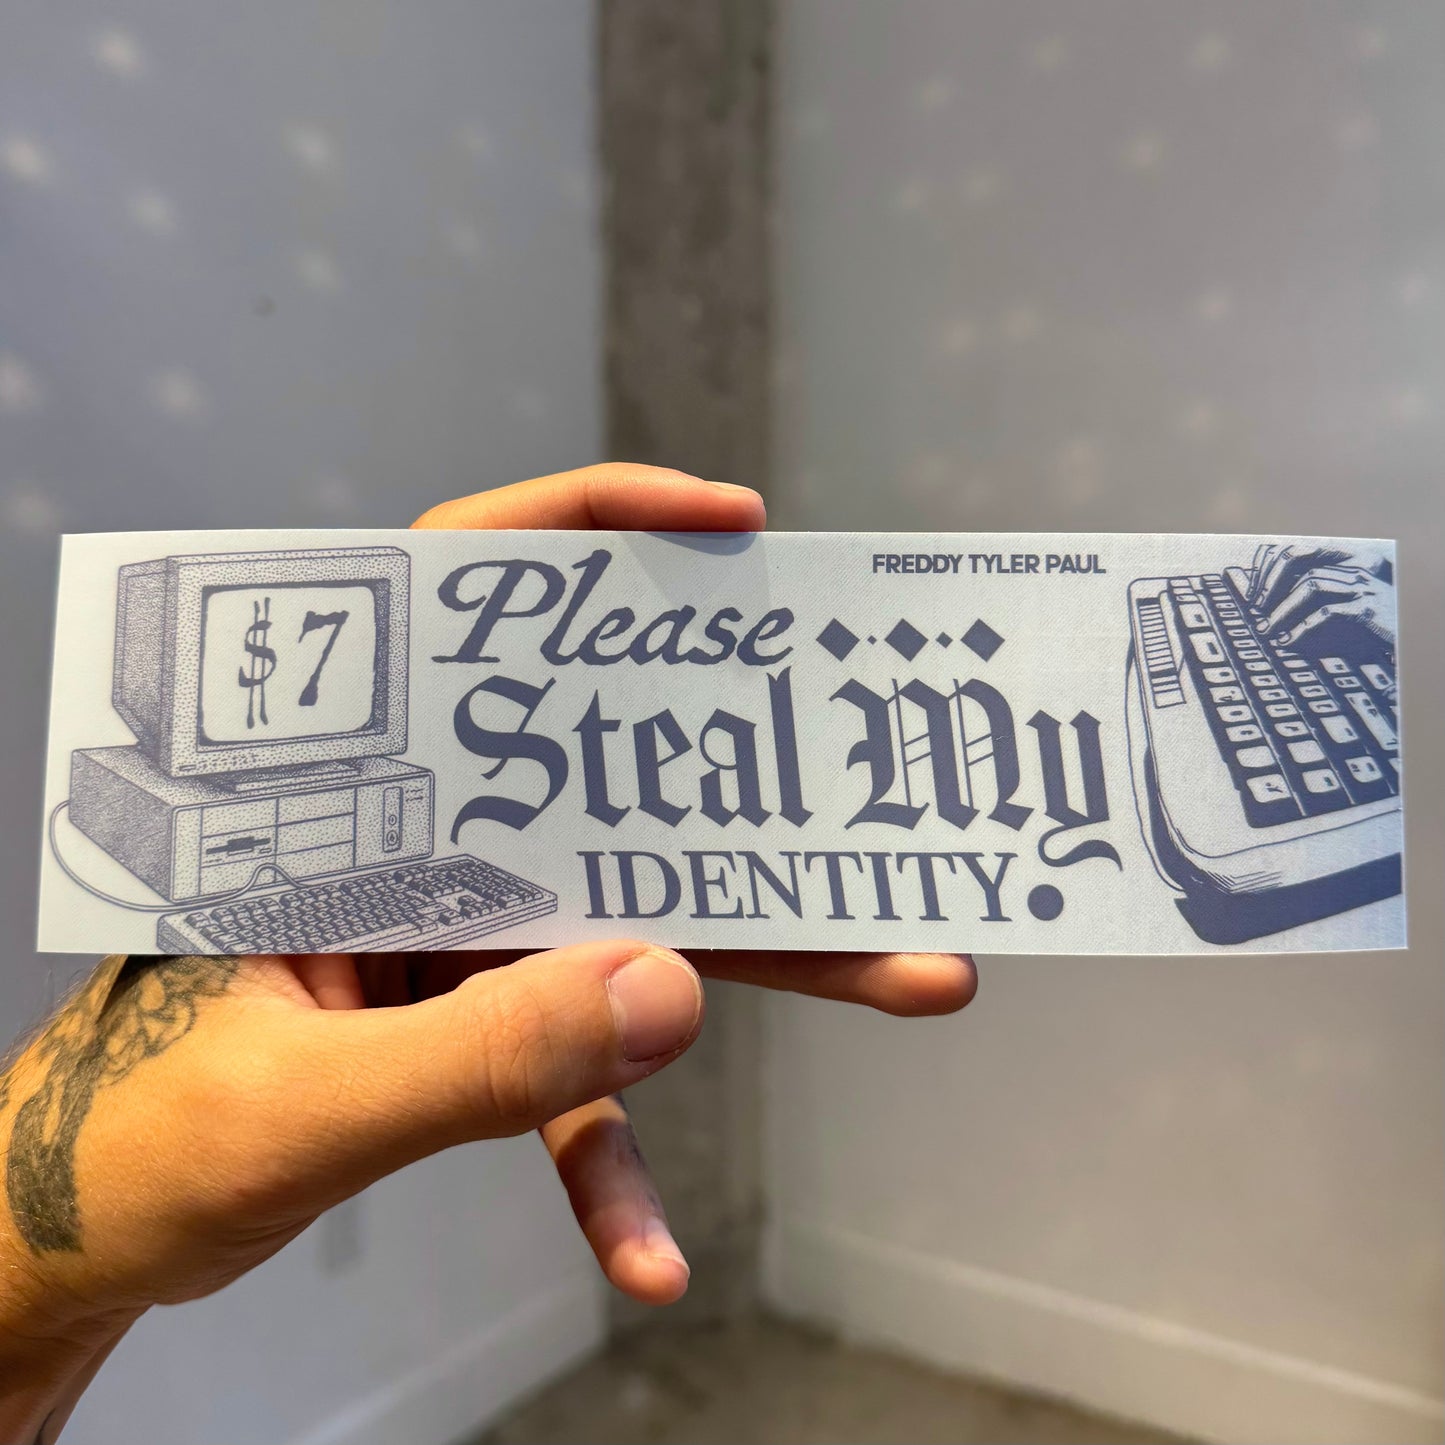 $7
Please
FREDDY TYLER PAUL
Steal My
IDENTITY.